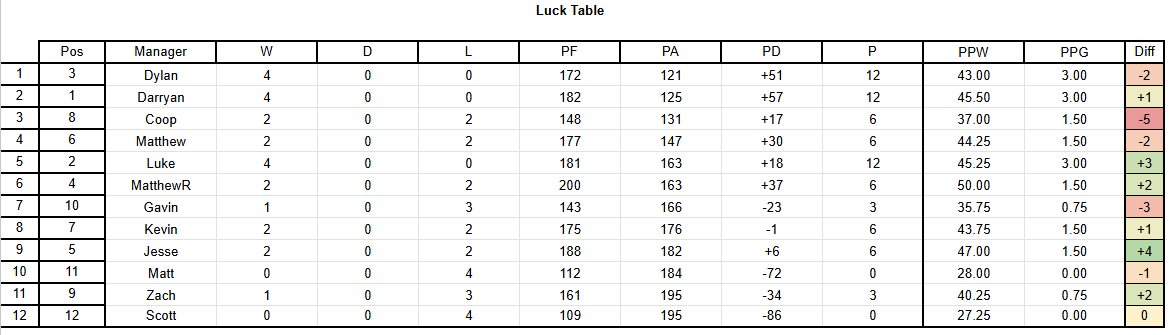 Luck Table
Pos Manager W D L PF PA PD P PPW PPG Diff
1 3 Dylan 4 0 0 172 121 +51 12 43.00 3.00 -2
2 1 Darryan 4 0 0 182 125 +57 12 45.50 3.00 +1
3 8 Coop 2 0 2 148 131 +17 6 37.00 1.50 -5
4 6 Matthew 2 0 2 177 147 +30 6 44.25 1.50 -2
5 2 Luke 4 0 0 181 163 +18 12 45.25 3.00 +3
6 4 MatthewR 2 0 2 200 163 +37 6 50.00 1.50 +2
7 10 Gavin 1 0 3 143 166 -23 3 35.75 0.75 -3
8 7 Kevin 2 0 2 175 176 -1 6 43.75 1.50 +1
9 5 Jesse 2 0 2 188 182 +6 6 47.00 1.50 +4
10 11 Matt 0 0 4 112 184 -72 0 28.00 0.00 -1
11 9 Zach 1 0 3 161 195 -34 3 40.25 0.75 +2
12 12 Scott 0 0 4 109 195 -86 0 27.25 0.00 0